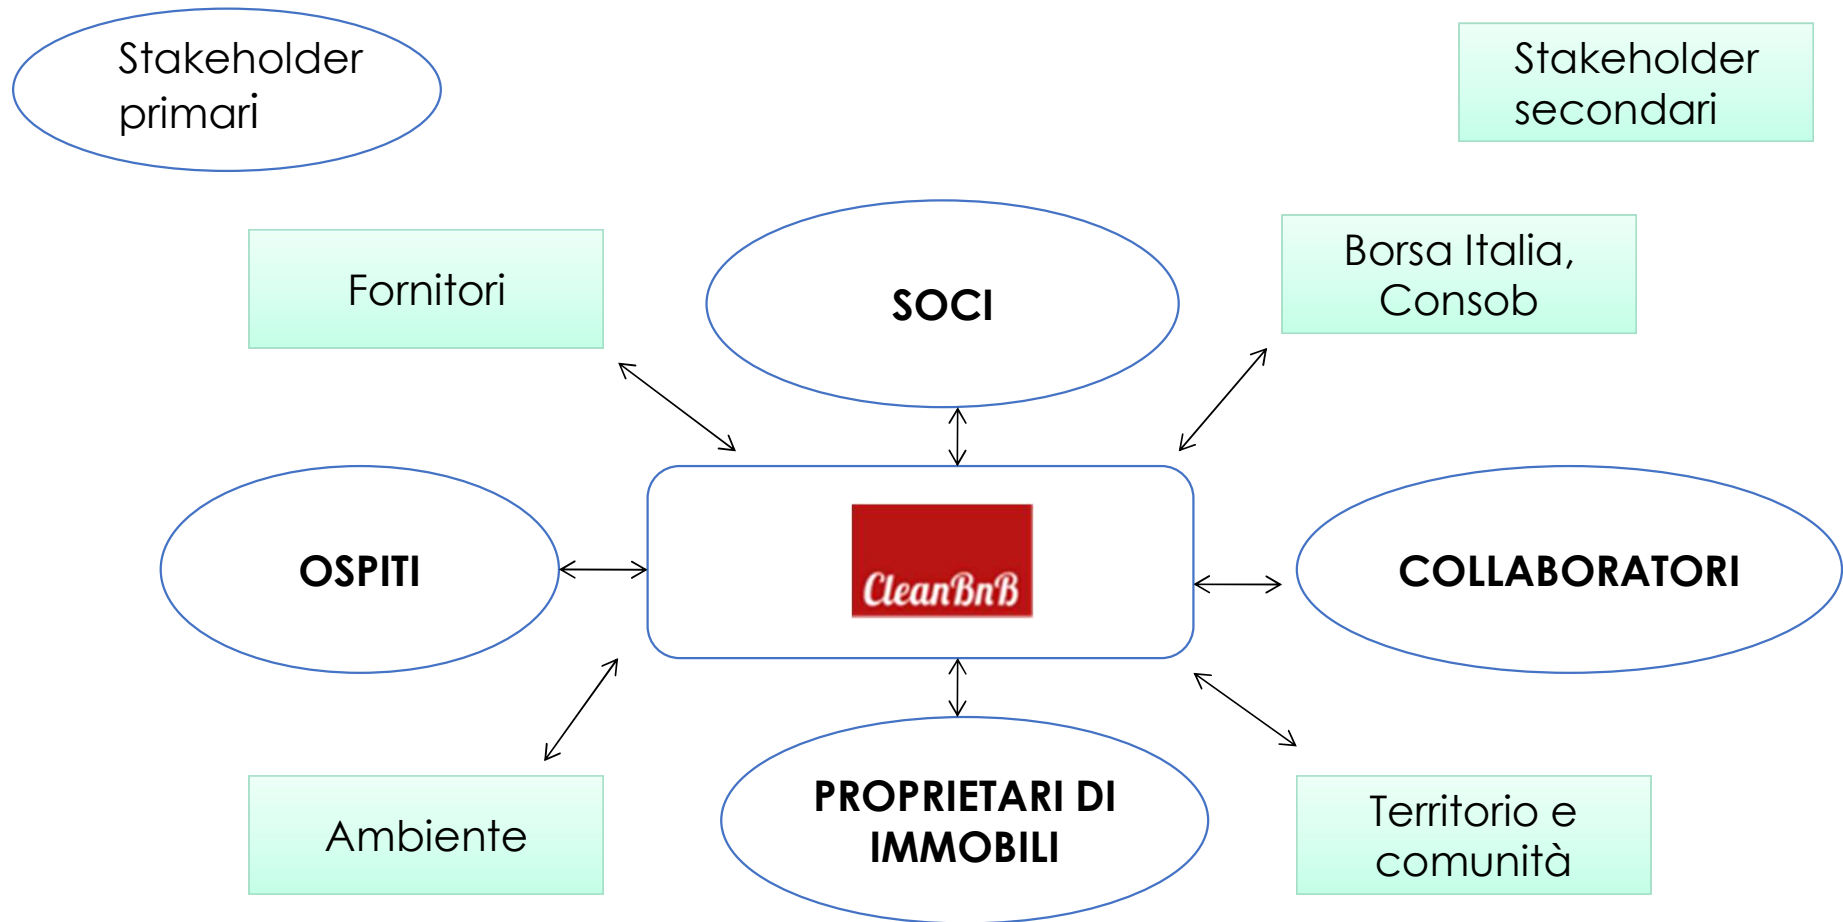 Stakeholder
primari
Stakeholder
secondari
Fornitori
SOCI
Borsa Italia,
Consob
OSPITI
CleanBnB
COLLABORATORI
Ambiente
PROPRIETARI DI
IMMOBILI
Territorio e
comunità